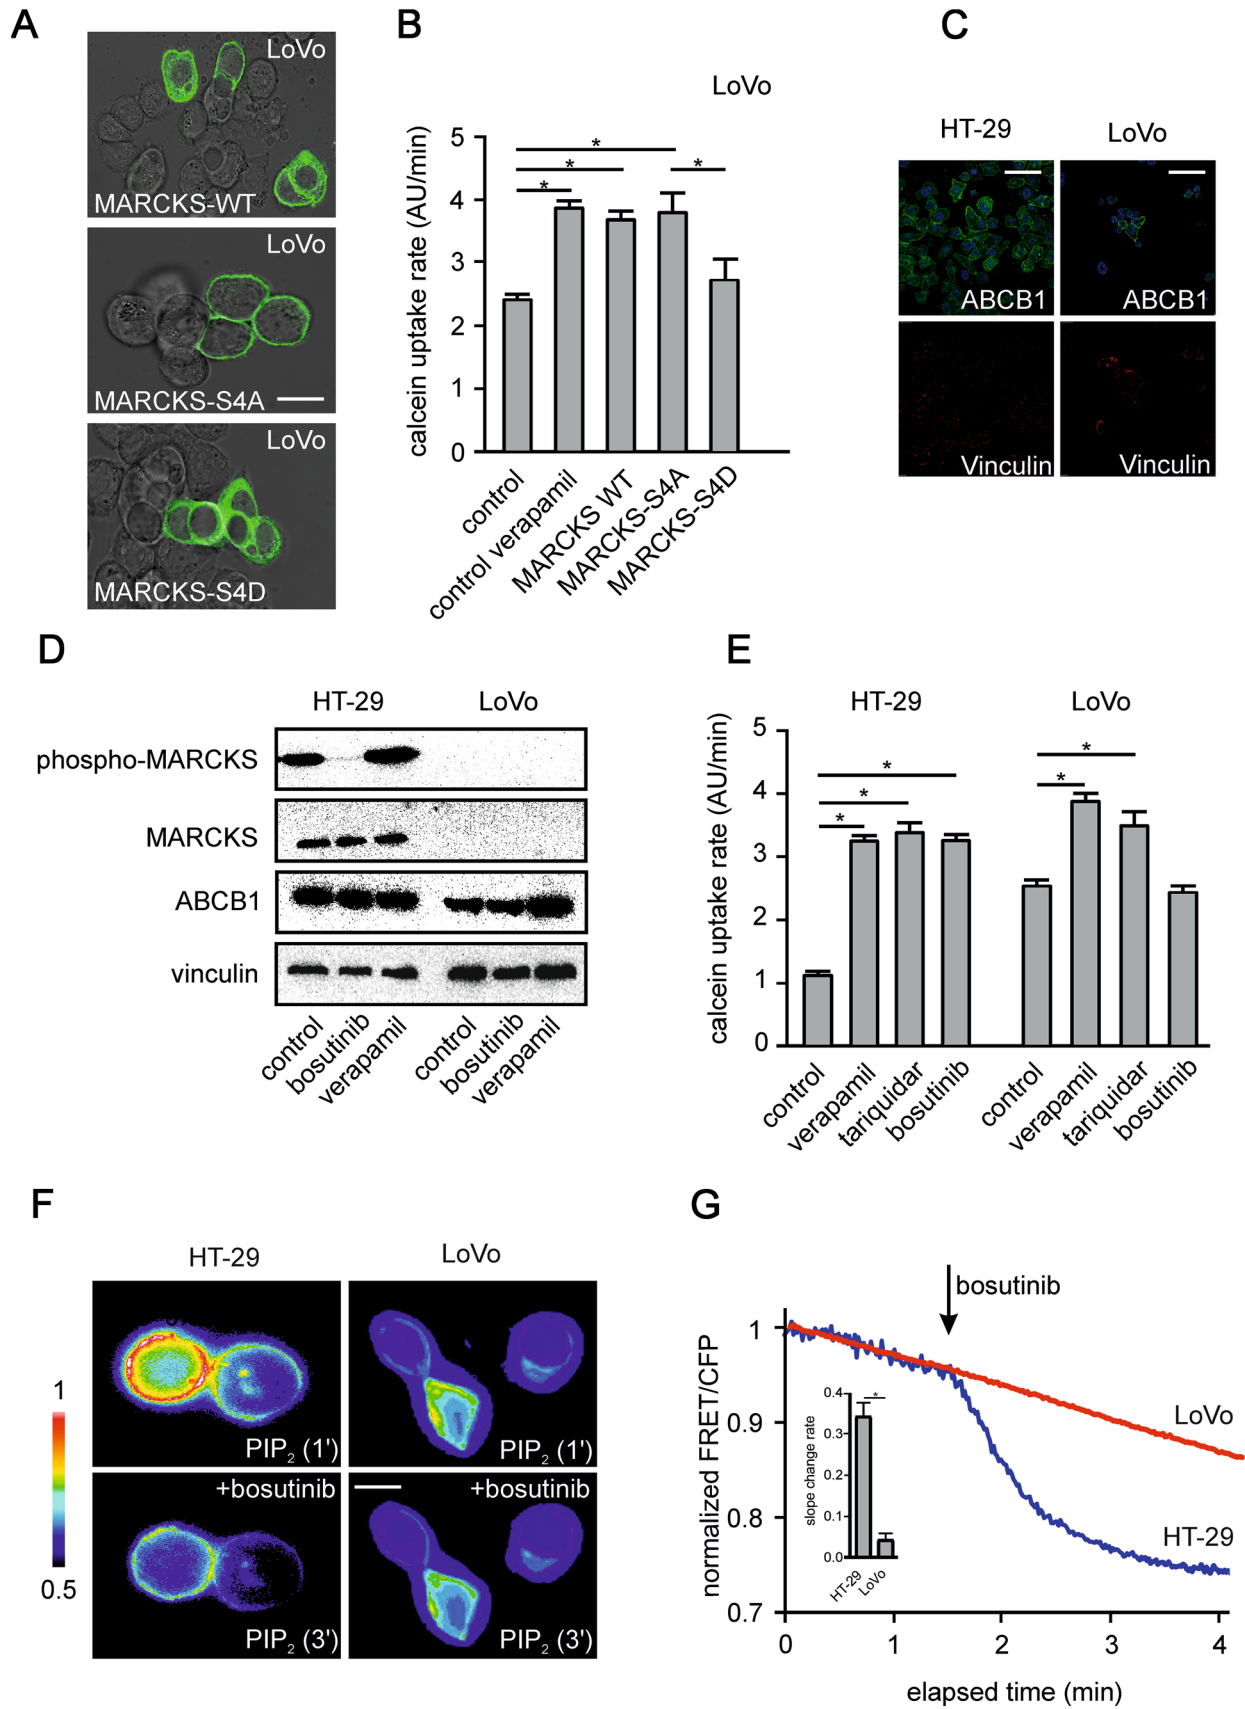 A
LoVo
MARCKS-WT
LoVo
MARCKS-S4A
LoVo
MARCKS-S4D
B
LoVo
calcein uptake rate (AU/min)
5
4
3
2
1
0
* * * *
control
control verapamil
MARCKS WT
MARCKS-S4A
MARCKS-S4D
C
HT-29 LoVo
ABCB1 ABCB1
Vinculin Vinculin
D
HT-29 LoVo
phospho-MARCKS
MARCKS
ABCB1
vinculin
control
bosutinib
verapamil
control
bosutinib
verapamil
E
HT-29 LoVo
calcein uptake rate (AU/min)
5
4
3
2
1
0
* * * * *
control
verapamil
tariquidar
bosutinib
control
verapamil
tariquidar
bosutinib
F
HT-29 LoVo
1
0.5
PIP2 (1') PIP2 (1')
+bosutinib +bosutinib
PIP2 (3') PIP2 (3')
G
bosutinib
normalized FRET/CFP
1
0.9
0.8
0.7
LoVo
HT-29
slope change rate
0.4
0.3
0.4
0.1
0.0
*
HT-29
LoVo
0 1 2 3 4
elapsed time (min)